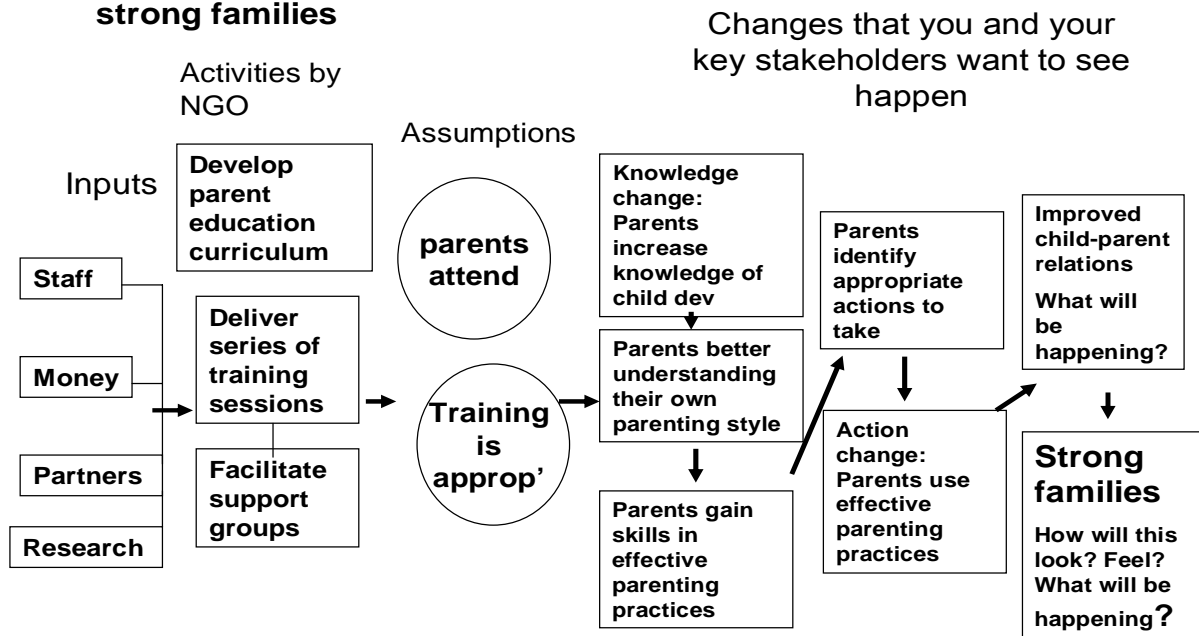 strong families
Changes that you and your
key stakeholders want to see
happen
Activities by
NGO
Assumptions
Inputs
Staff
Money
Partners
Research
Develop
parent
education
curriculum
Deliver
series of
training
sessions
Facilitate
support
groups
parents
attend
Training
is
approp’
Knowledge
change:
Parents
increase
knowledge of
child dev
Parents better
understanding
their own
parenting style
Parents gain
skills in
effective
parenting
practices
Parents
identify
appropriate
actions to
take
Action
change:
Parents use
effective
parenting
practices
Improved
child-parent
relations
What will
be
happening?
Strong
families
How will this
look? Feel?
What will be
happening?